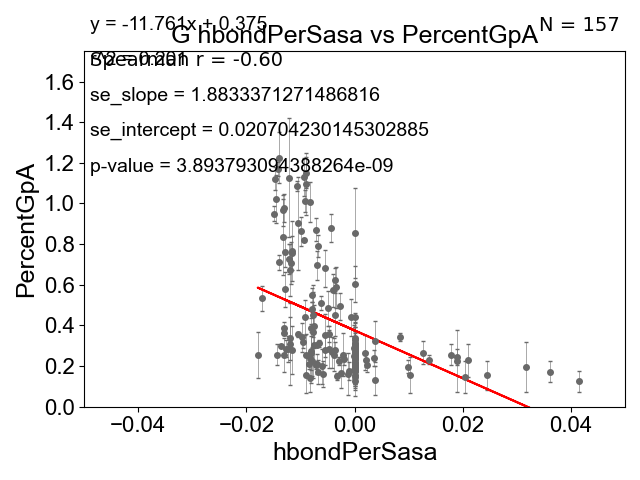 y = -11.761x + 0.375
N = 157
G hbondPerSasa vs PercentGpA
Spearman r = -0.60
se_slope = 1.8833371271486816
se_intercept = 0.020704230145302885
p-value = 3.893793094388264e-09
PercentGpA
1.6
1.4
1.2
1.0
0.8
0.6
0.4
0.2
0.0
−0.04
−0.02
0.00
0.02
0.04
hbondPerSasa